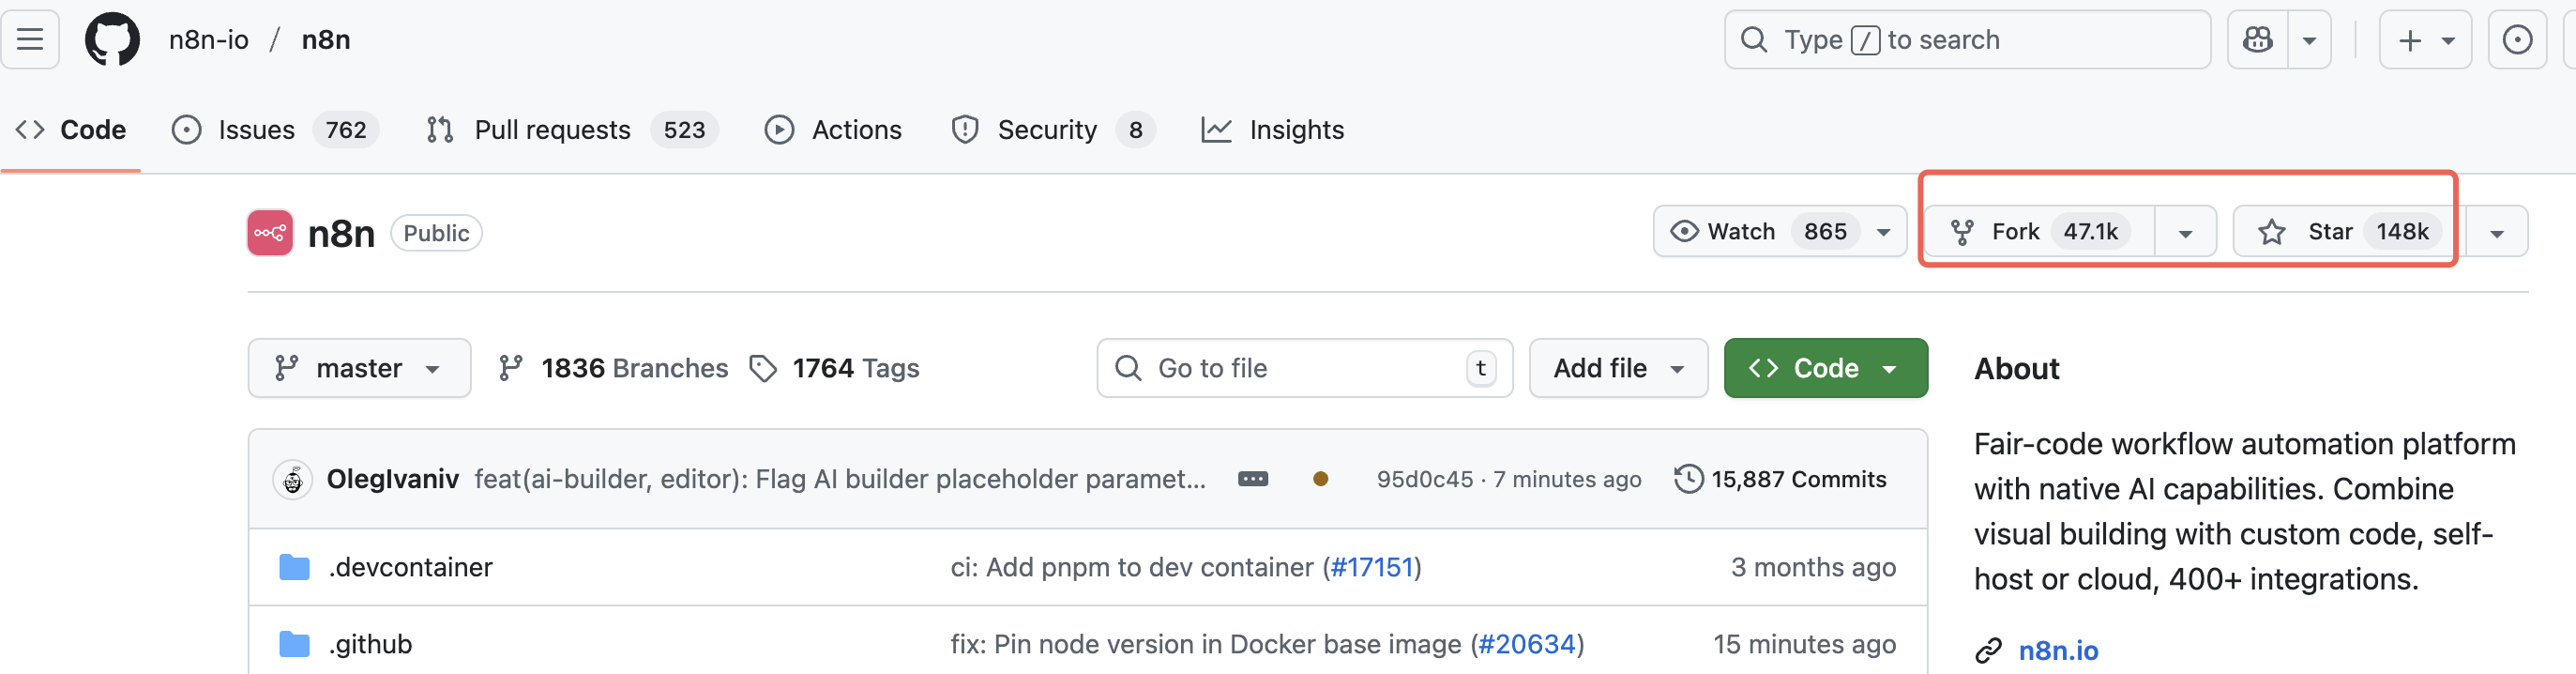 n8n-io / n8n
Type / to search
Code
Issues 762
Pull requests 523
Actions
Security 8
Insights
n8n Public
Watch 865
Fork 47.1k
Star 148k
master
1836 Branches
1764 Tags
Go to file t
Add file
Code
OlegIvaniv feat(ai-builder, editor): Flag AI builder placeholder paramet... 95d0c45 · 7 minutes ago 15,887 Commits
.devcontainer ci: Add pnpm to dev container (#17151) 3 months ago
.github fix: Pin node version in Docker base image (#20634) 15 minutes ago
About
Fair-code workflow automation platform
with native AI capabilities. Combine
visual building with custom code, self-
host or cloud, 400+ integrations.
n8n.io